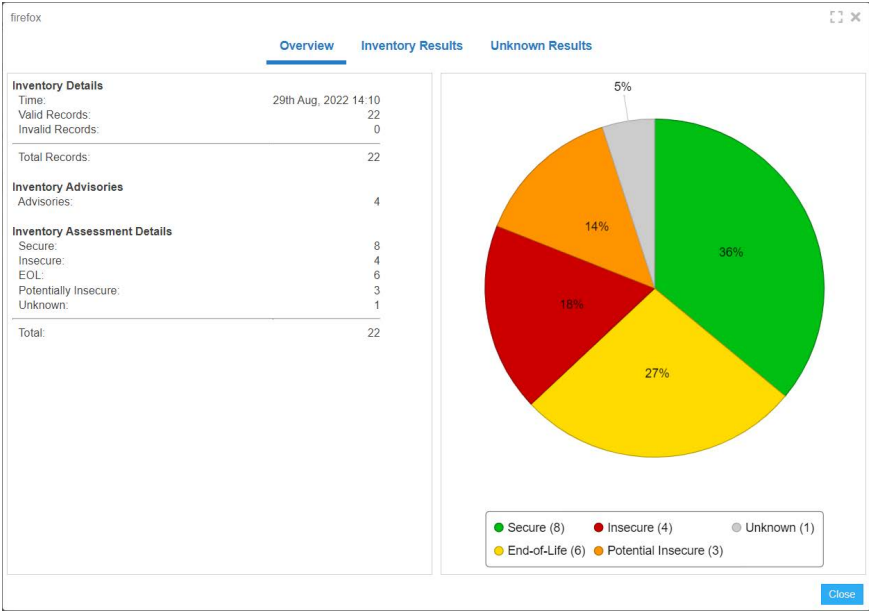 firefox
Overview Inventory Results Unknown Results
Inventory Details
Time: 29th Aug, 2022 14:10
Valid Records: 22
Invalid Records: 0
Total Records: 22
Inventory Advisories
Advisories: 4
Inventory Assessment Details
Secure: 8
Insecure: 4
EOL: 6
Potentially Insecure: 3
Unknown: 1
Total: 22
5%
14%
36%
18%
27%
Secure (8) Insecure (4) Unknown (1)
End-of-Life (6) Potential Insecure (3)
Close